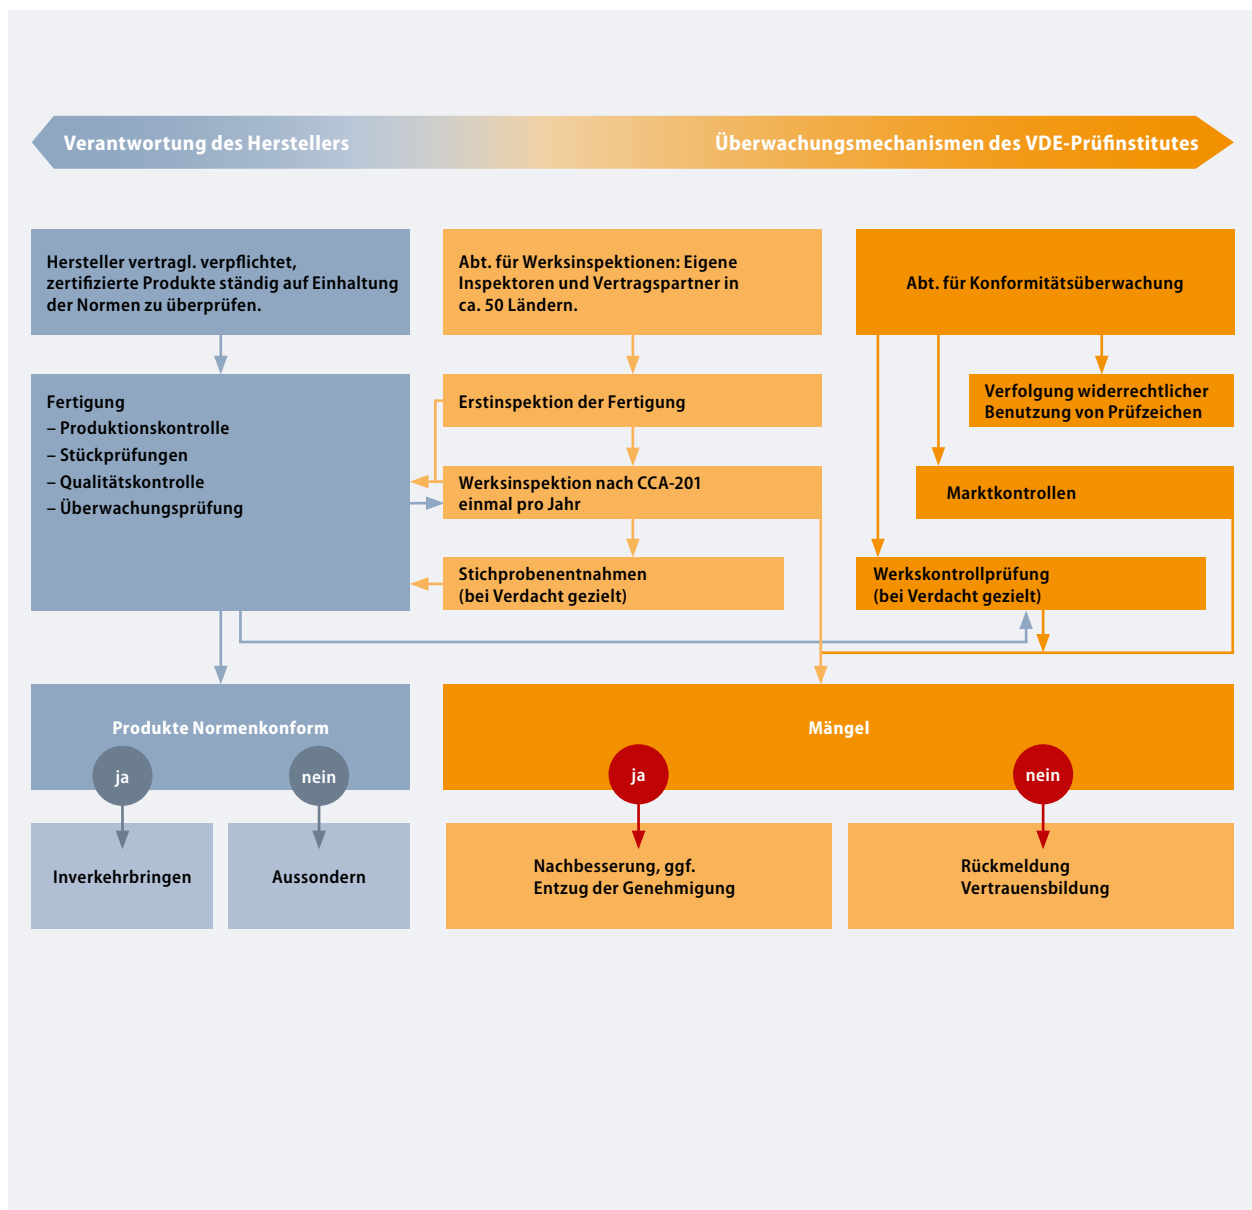 Verantwortung des Herstellers
Überwachungsmechanismen des VDE-Prüfinstitutes
Hersteller vertragl. verpflichtet,
zertifizierte Produkte ständig auf Einhaltung
der Normen zu überprüfen.
Abt. für Werksinspektionen: Eigene
Inspektoren und Vertragspartner in
ca. 50 Ländern.
Abt. für Konformitätsüberwachung
Fertigung
– Produktionskontrolle
– Stückprüfungen
– Qualitätskontrolle
– Überwachungsprüfung
Erstinspektion der Fertigung
Verfolgung widerrechtlicher
Benutzung von Prüfzeichen
Werksinspektion nach CCA-201
einmal pro Jahr
Marktkontrollen
Stichprobenentnahmen
(bei Verdacht gezielt)
Werkskontrollprüfung
(bei Verdacht gezielt)
Produkte Normenkonform
ja
nein
Mängel
ja
nein
Inverkehrbringen
Aussondern
Nachbesserung, ggf.
Entzug der Genehmigung
Rückmeldung
Vertrauensbildung